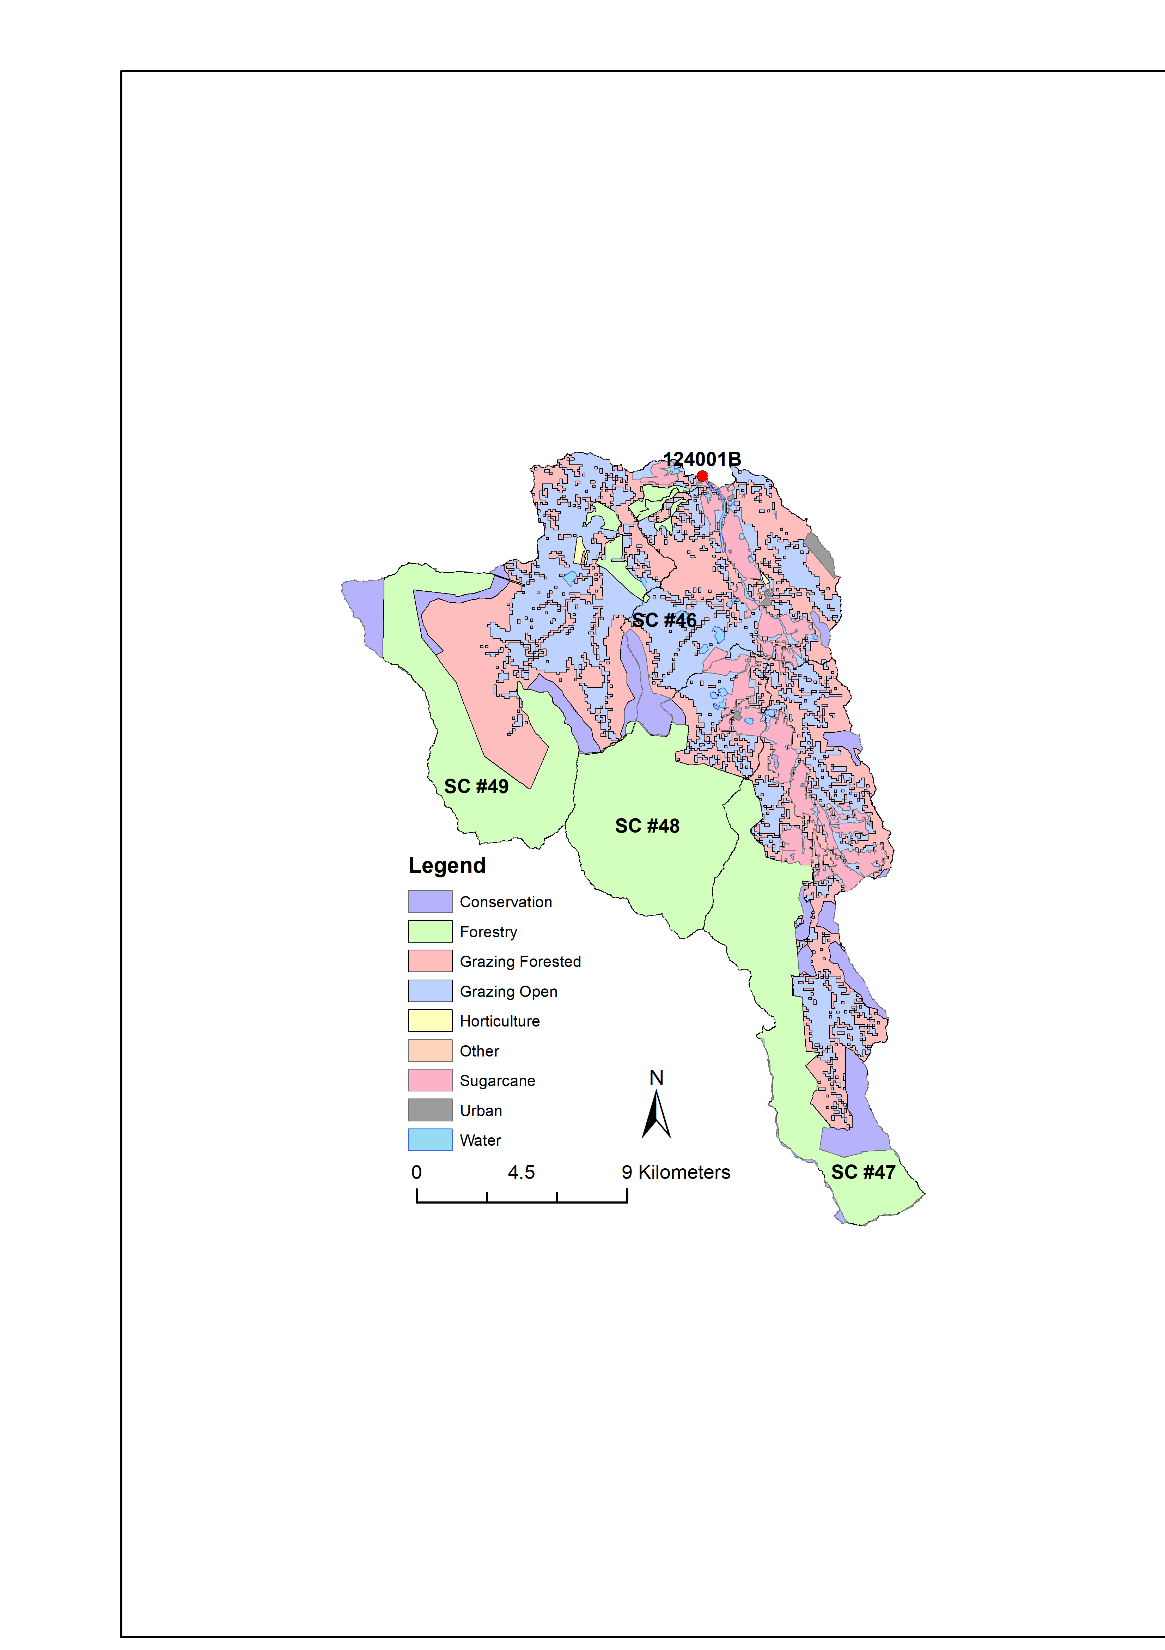 124001B
SC #46
SC #49
SC #48
Legend
Conservation
Forestry
Grazing Forested
Grazing Open
Horticulture
Other
Sugarcane
Urban
Water
N
0 4.5 9 Kilometers
SC #47